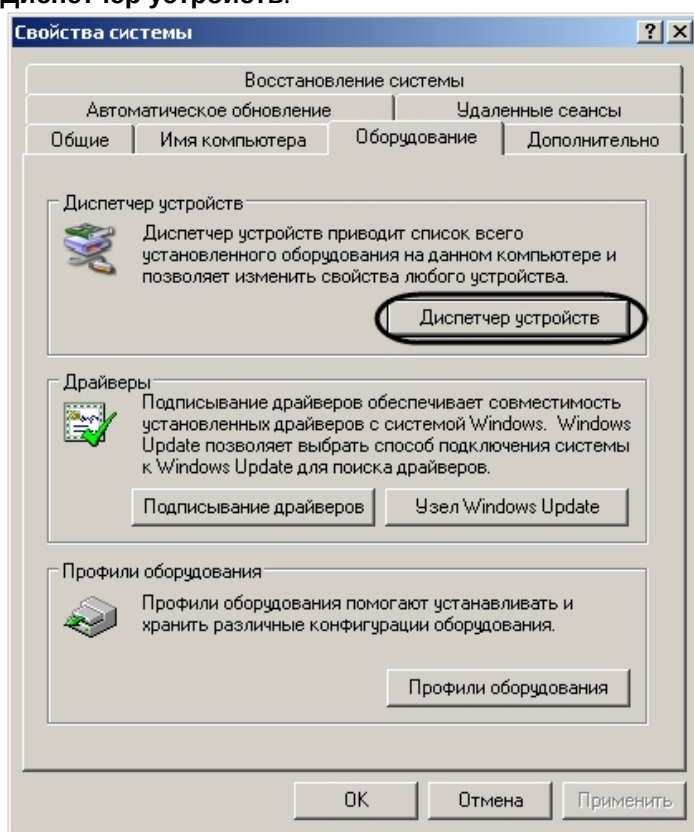 Диспетчер устройств.
Свойства системы
Восстановление системы
Автоматическое обновление Удаленные сеансы
Общие Имя компьютера Оборудование Дополнительно
Диспетчер устройств
Диспетчер устройств приводит список всего
установленного оборудования на данном компьютере и
позволяет изменить свойства любого устройства.
Диспетчер устройств
Драйверы
Подписывание драйверов обеспечивает совместимость
установленных драйверов с системой Windows. Windows
Update позволяет выбрать способ подключения системы
к Windows Update для поиска драйверов.
Подписывание драйверов Узел Windows Update
Профили оборудования
Профили оборудования помогают устанавливать и
хранить различные конфигурации оборудования.
Профили оборудования
OK Отмена Применить